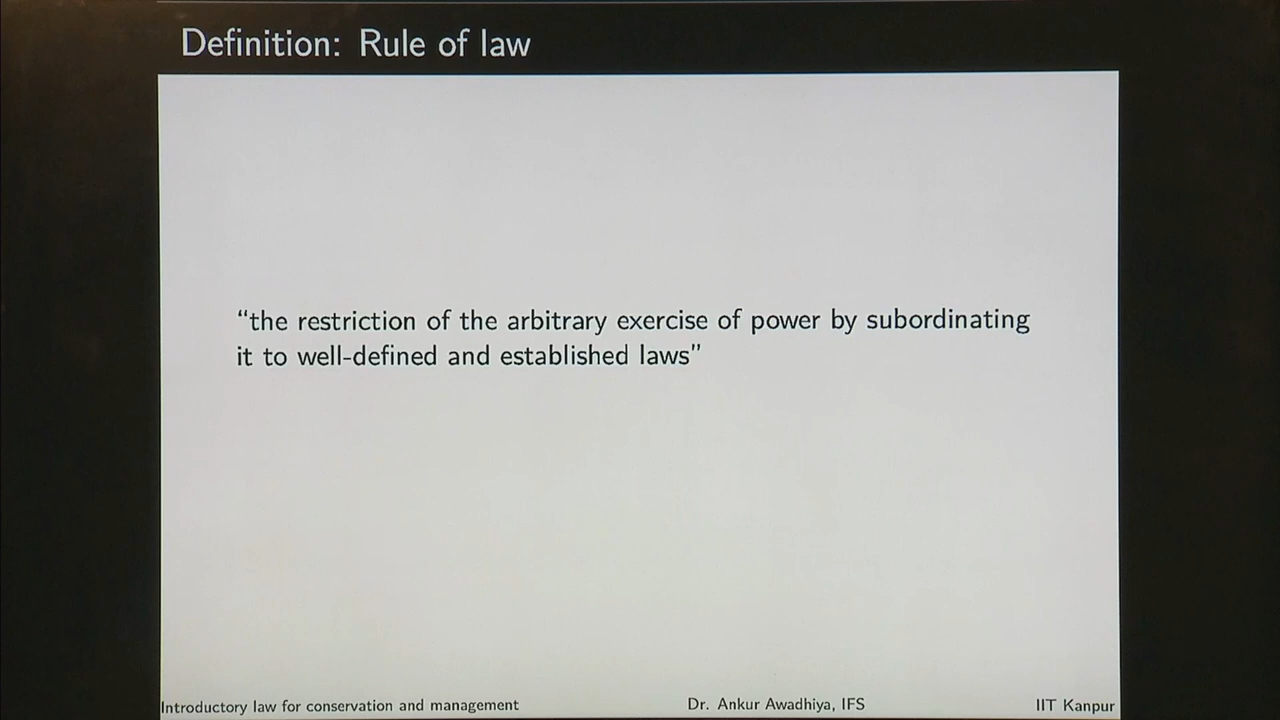 Definition: Rule of law
“the restriction of the arbitrary exercise of power by subordinating
it to well-defined and established laws”
Introductory law for conservation and management Dr. Ankur Awadhiya, IFS IIT Kanpur